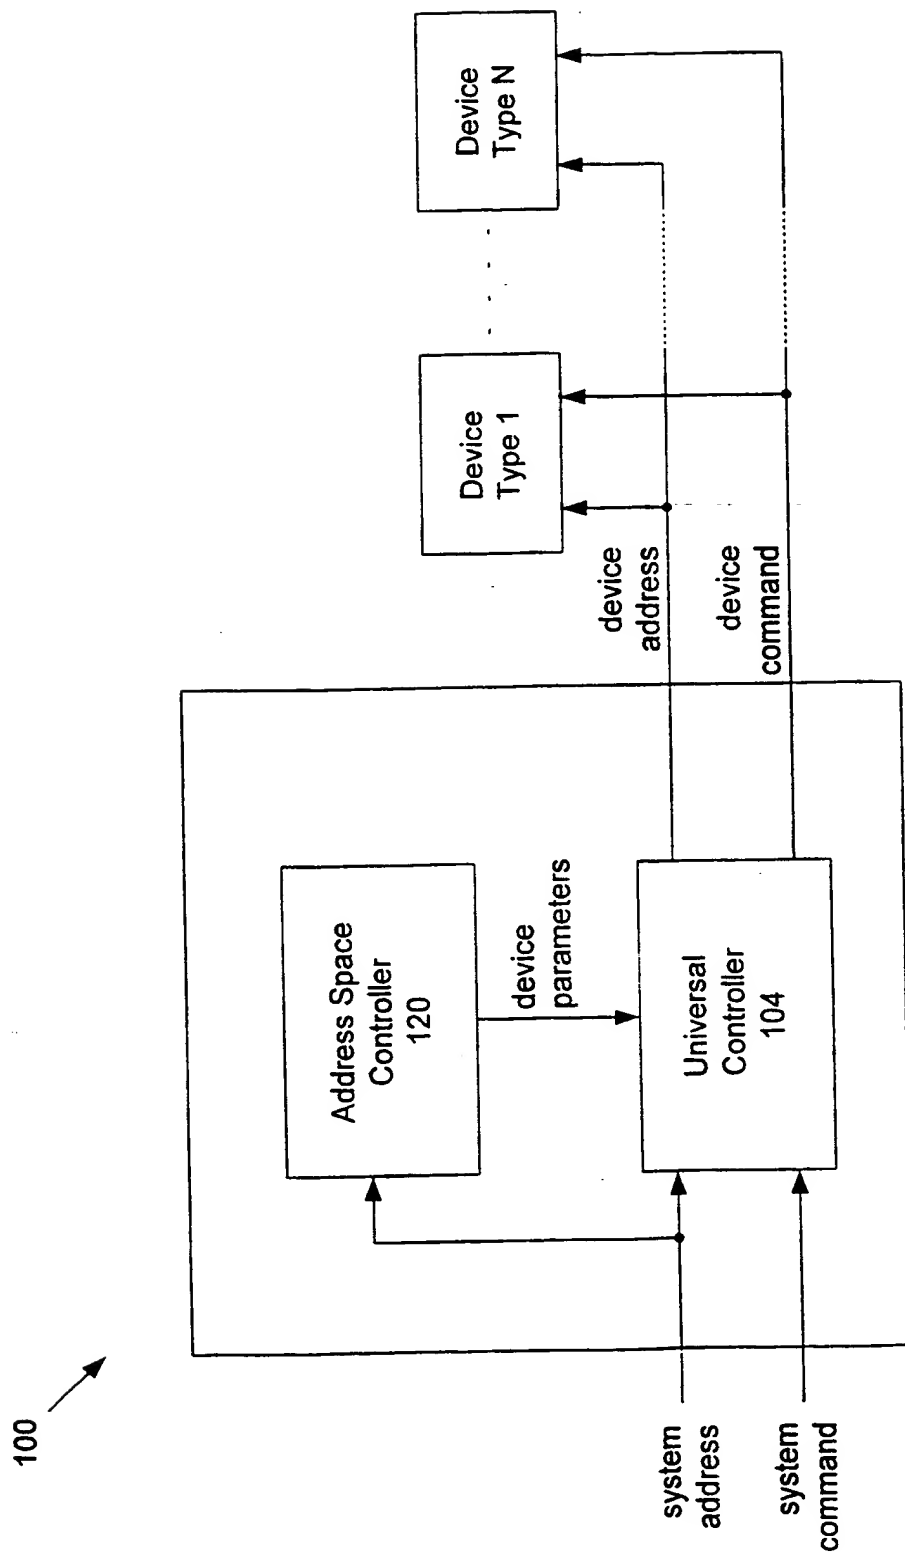 100
system
address
system
command
Address Space
Controller
120
device
parameters
Universal
Controller
104
device
address
device
command
Device
Type 1
Device
Type N